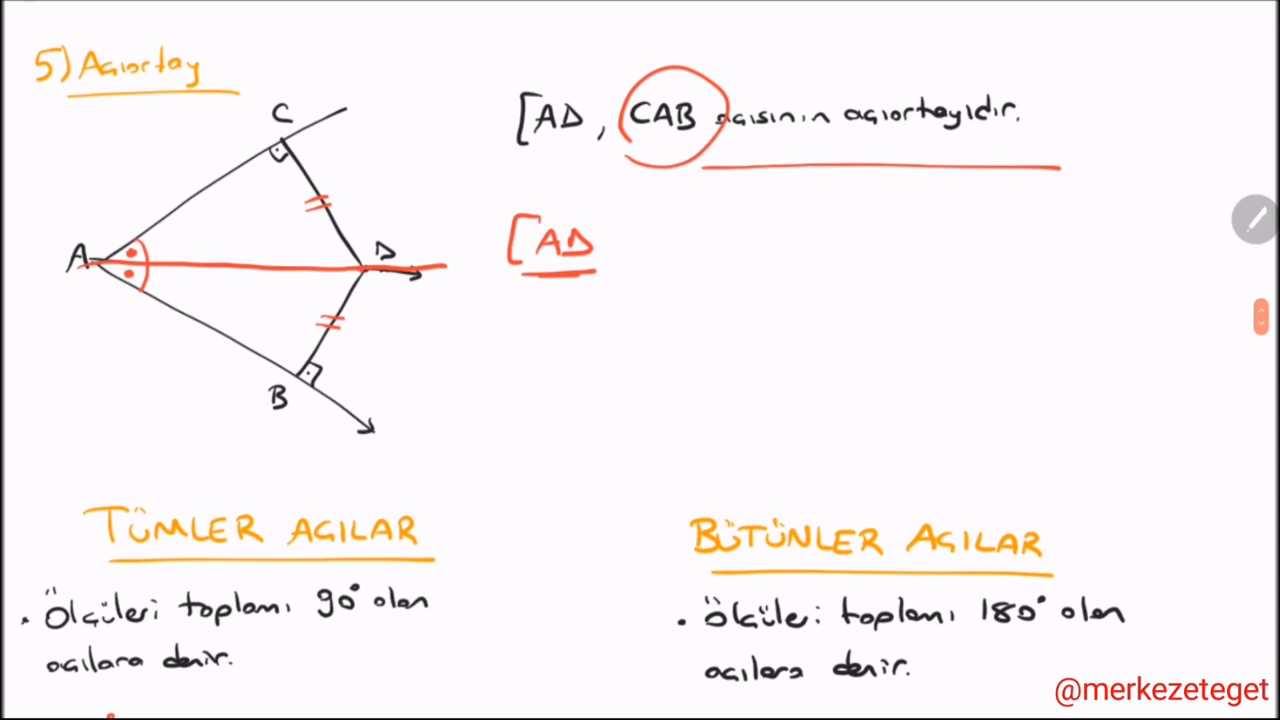 5) Açıortay
C
A
D
B
[AD, CAB açısının açıortayıdır.
[AD
TÜMLER AÇILAR
. Ölçüleri toplamı 90° olan
açılara denir.
BÜTÜNLER AÇILAR
. Ölçüleri toplamı 180° olan
açılara denir.
@merkezeteget